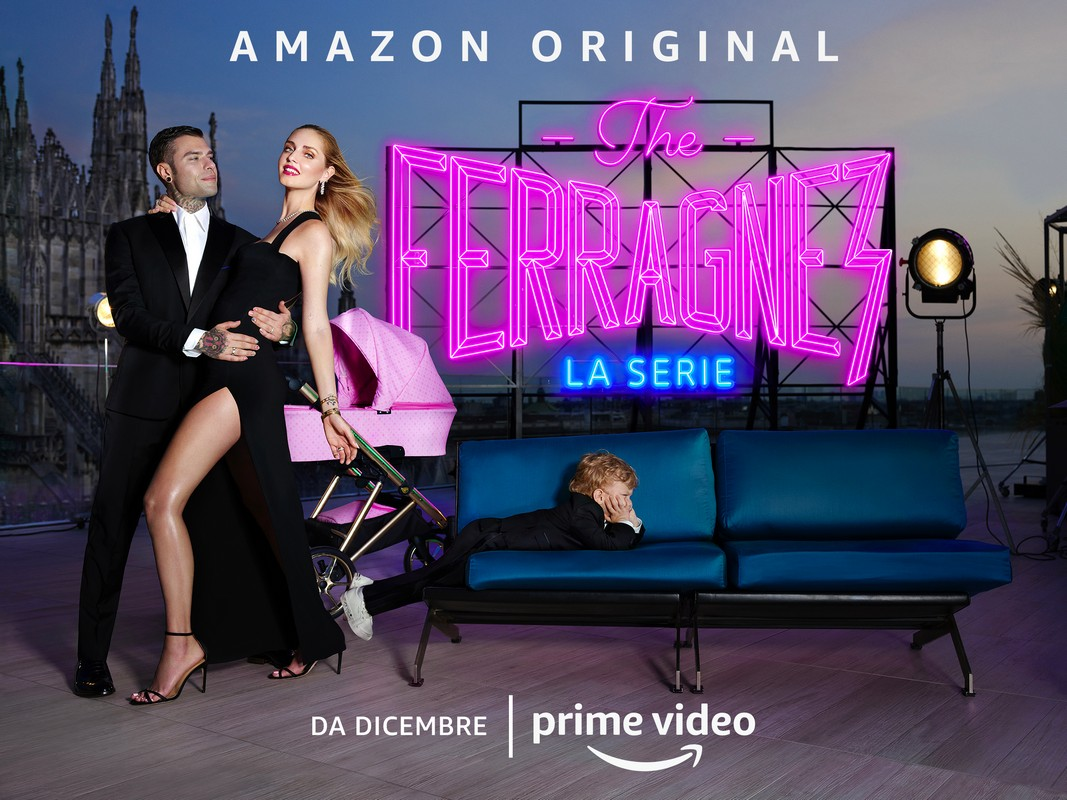 AMAZON ORIGINAL
The
FERRAGNEZ
LA SERIE
DA DICEMBRE
prime video